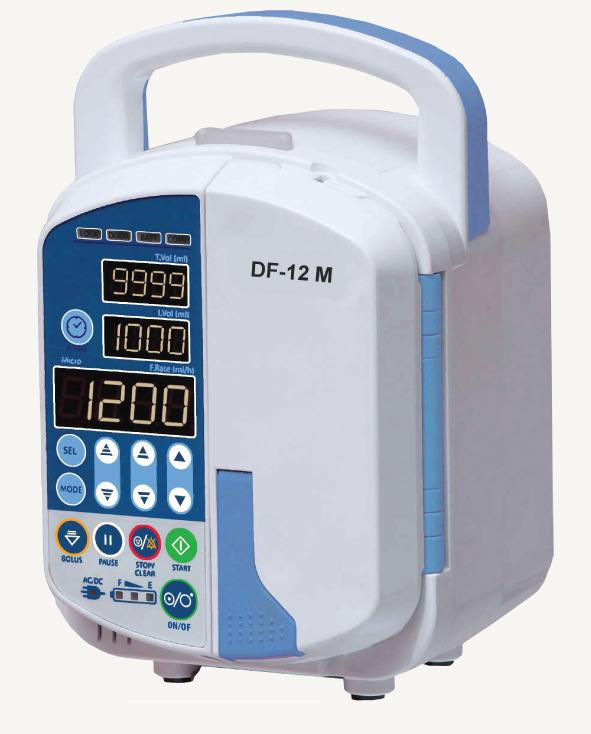 DF-12 M
T.Vol (ml)
9999
I.Vol (ml)
1000
Micro
F.Rate (ml/h)
1200
SEL
MODE
BOLUS
PAUSE
STOP/
CLEAR
START
AC/DC
F E
ON/OF